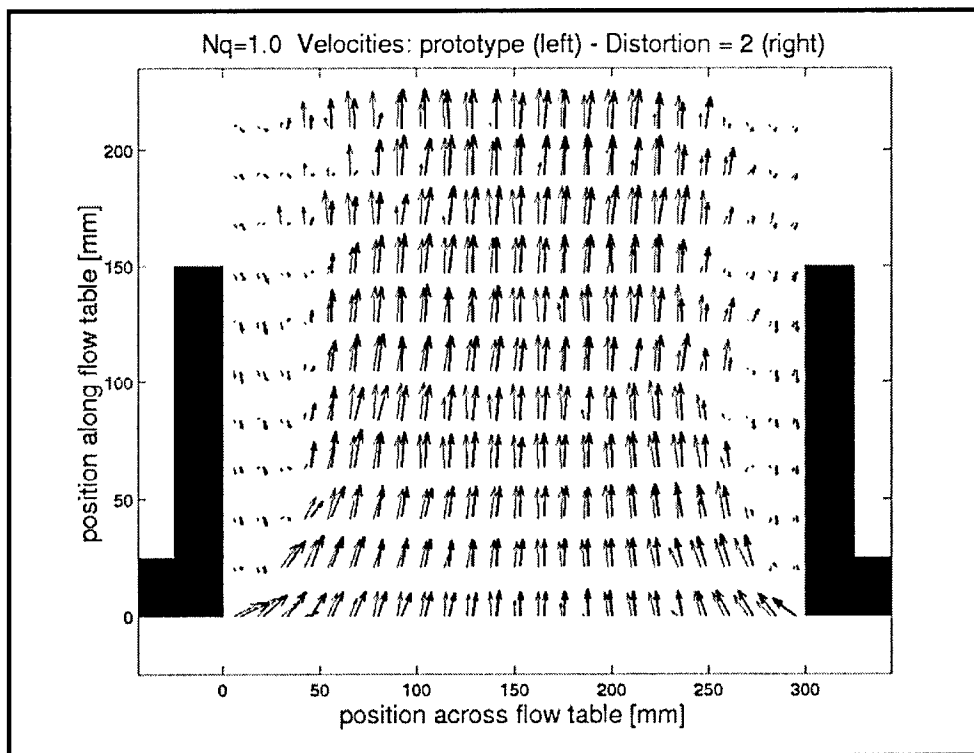 Nq=1.0 Velocities: prototype (left) - Distortion = 2 (right)
position along flow table [mm]
200
150
100
50
0
0 50 100 150 200 250 300
position across flow table [mm]